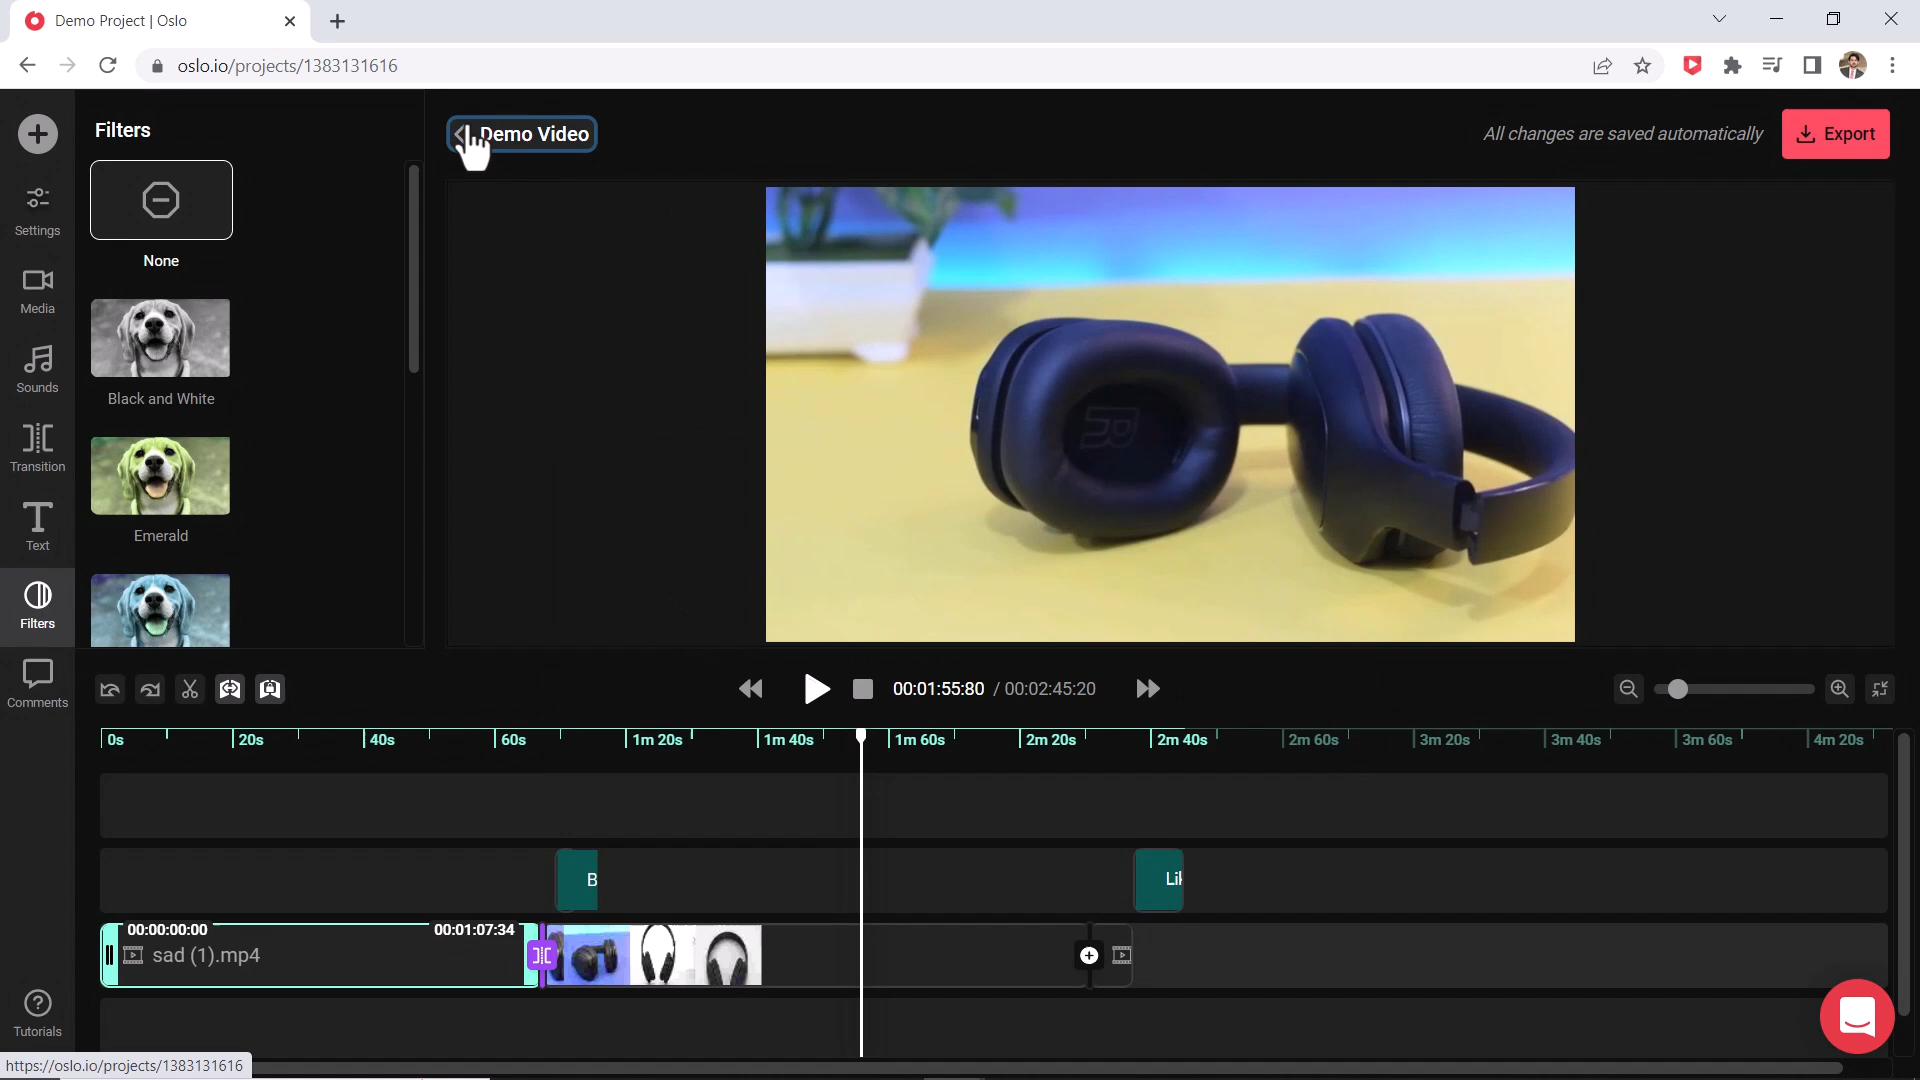 Demo Project | Oslo
oslo.io/projects/1383131616
Filters
Demo Video
All changes are saved automatically
Export
Settings
None
Media
Black and White
Sounds
Transition
Emerald
Text
Filters
Comments
R
00:01:55:80 / 00:02:45:20
0s 20s 40s 60s 1m 20s 1m 40s 1m 60s 2m 20s 2m 40s 2m 60s 3m 20s 3m 40s 3m 60s 4m 20s
B
Lik
00:00:00:00 00:01:07:34
sad (1).mp4
Tutorials
https://oslo.io/projects/1383131616